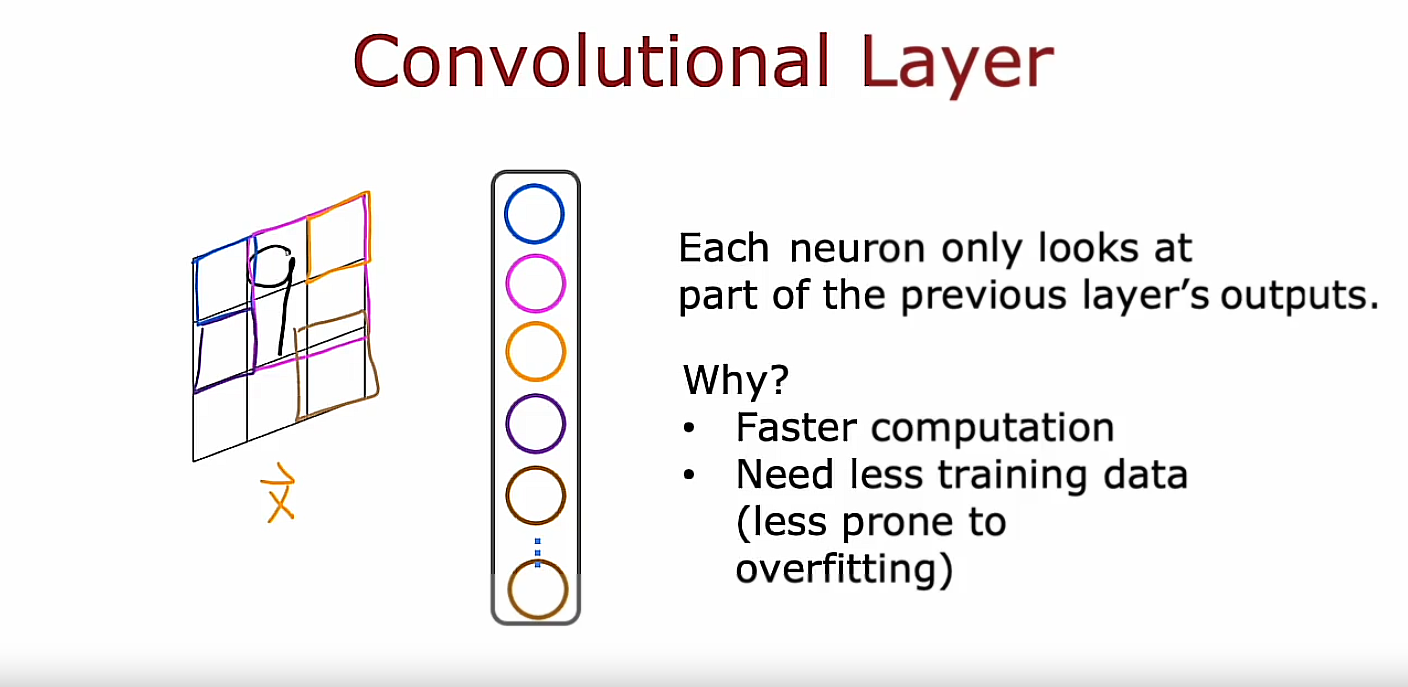 Convolutional Layer
Each neuron only looks at
part of the previous layer's outputs.
Why?
• Faster computation
• Need less training data
(less prone to
overfitting)
9
x⃗